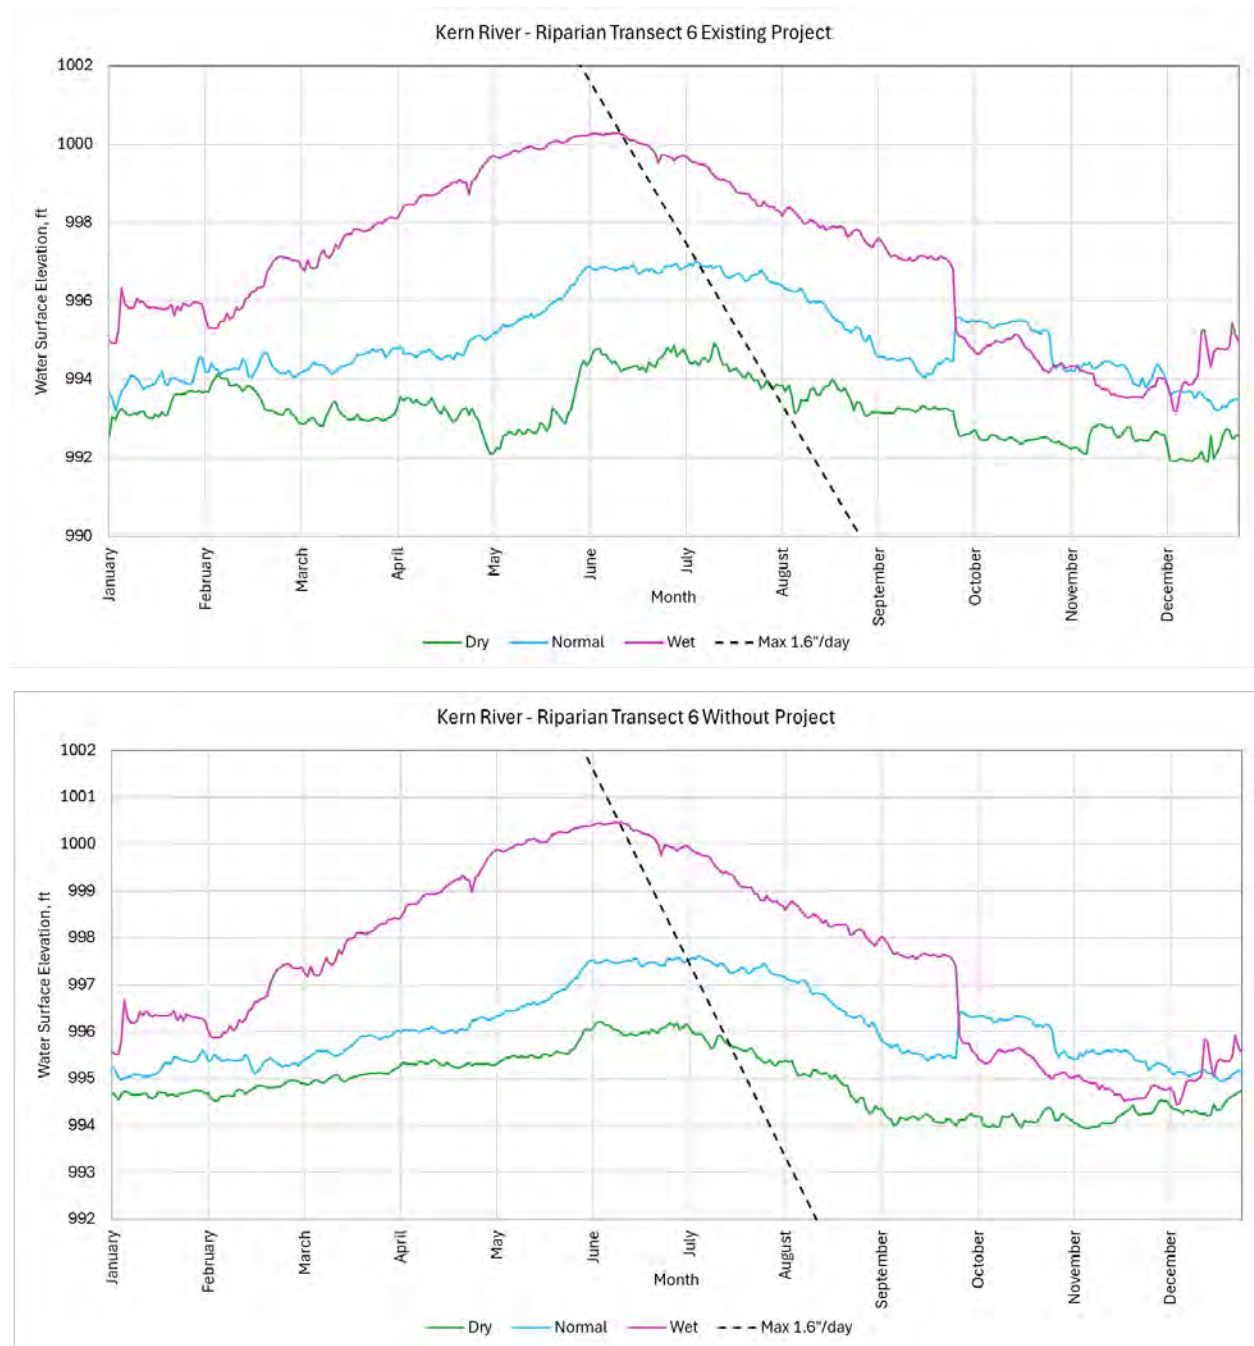 Kern River - Riparian Transect 6 Existing Project
Water Surface Elevation, ft
1002
1000
998
996
994
992
990
January
February
March
April
May
June
July
August
September
October
November
December
Month
Dry
Normal
Wet
Max 1.6"/day
Kern River - Riparian Transect 6 Without Project
Water Surface Elevation, ft
1002
1001
1000
999
998
997
996
995
994
993
992
January
February
March
April
May
June
July
August
September
October
November
December
Month
Dry
Normal
Wet
Max 1.6"/day